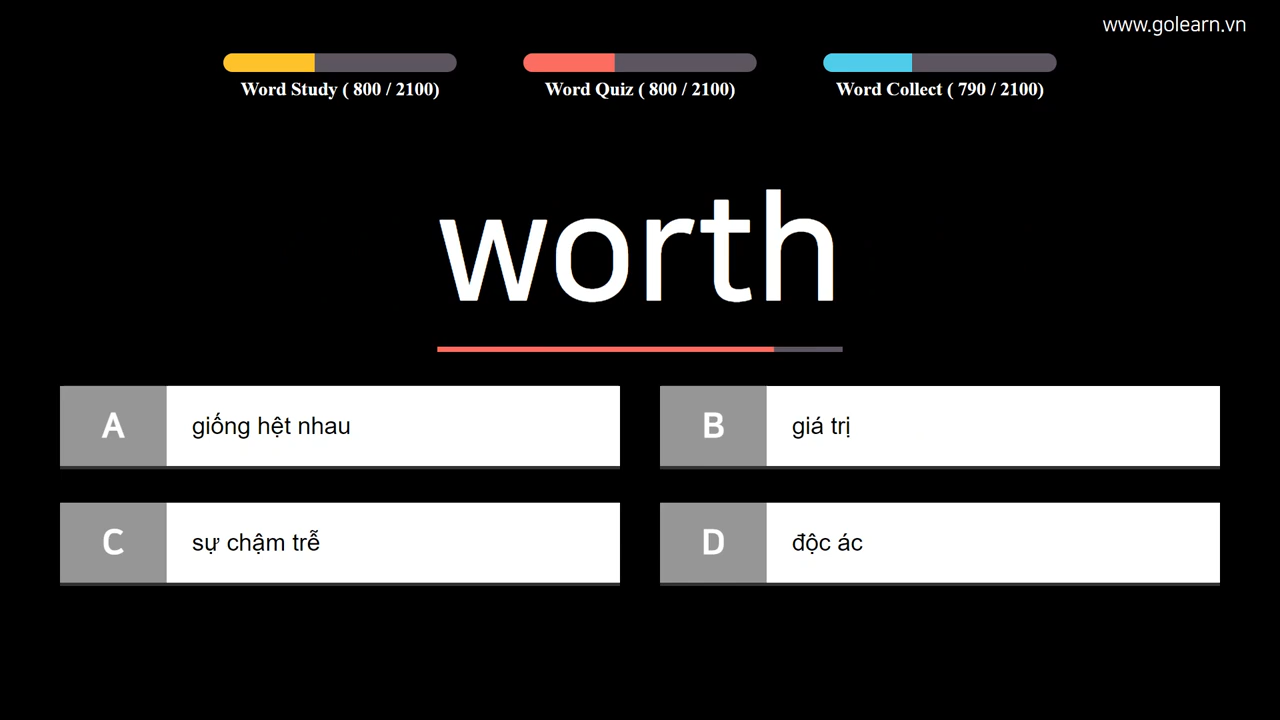 www.golearn.vn
Word Study ( 800 / 2100)
Word Quiz ( 800 / 2100)
Word Collect ( 790 / 2100)
worth
A giống hệt nhau
B giá trị
C sự chậm trễ
D độc ác